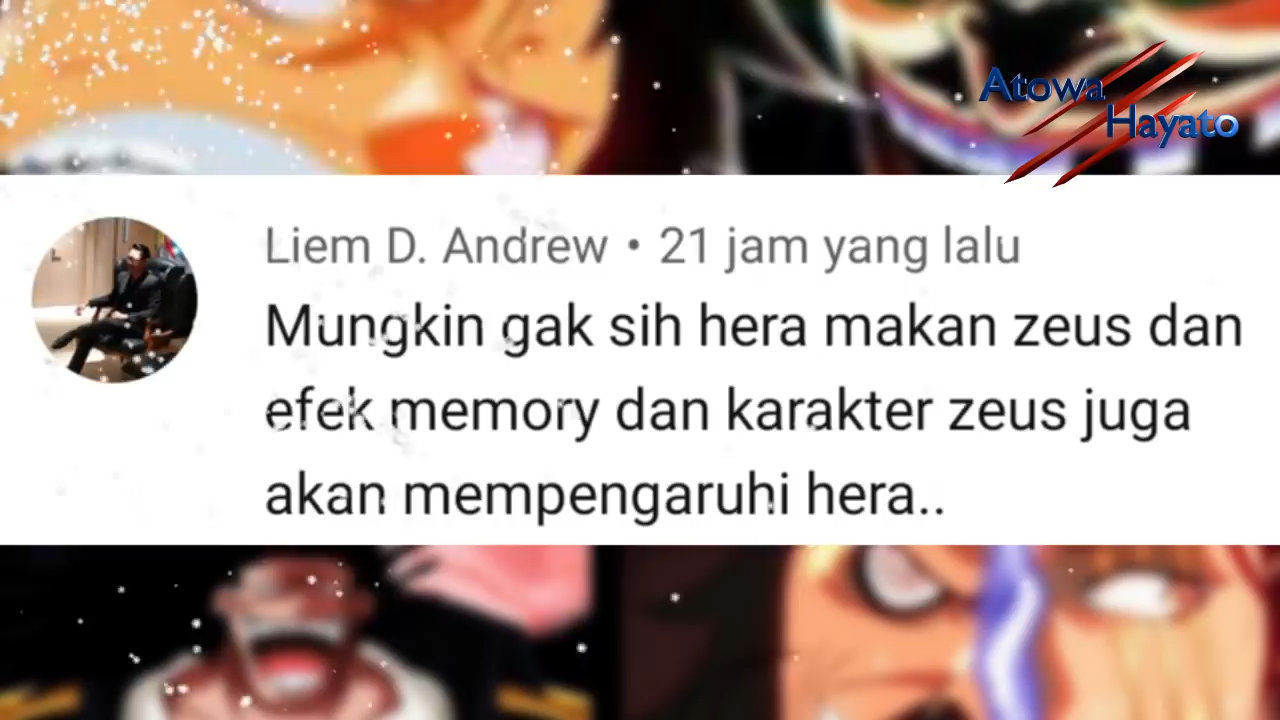 Atowa
Hayato
Liem D. Andrew • 21 jam yang lalu
Mungkin gak sih hera makan zeus dan
efek memory dan karakter zeus juga
akan mempengaruhi hera..